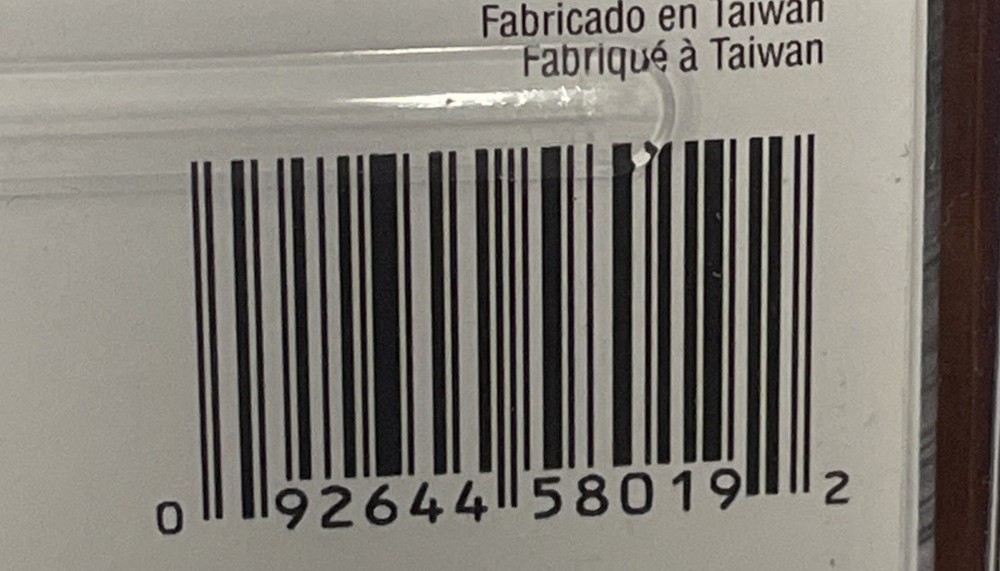 Fabricado en Taiwan
Fabriqué à Taiwan
0 92644 58019 2